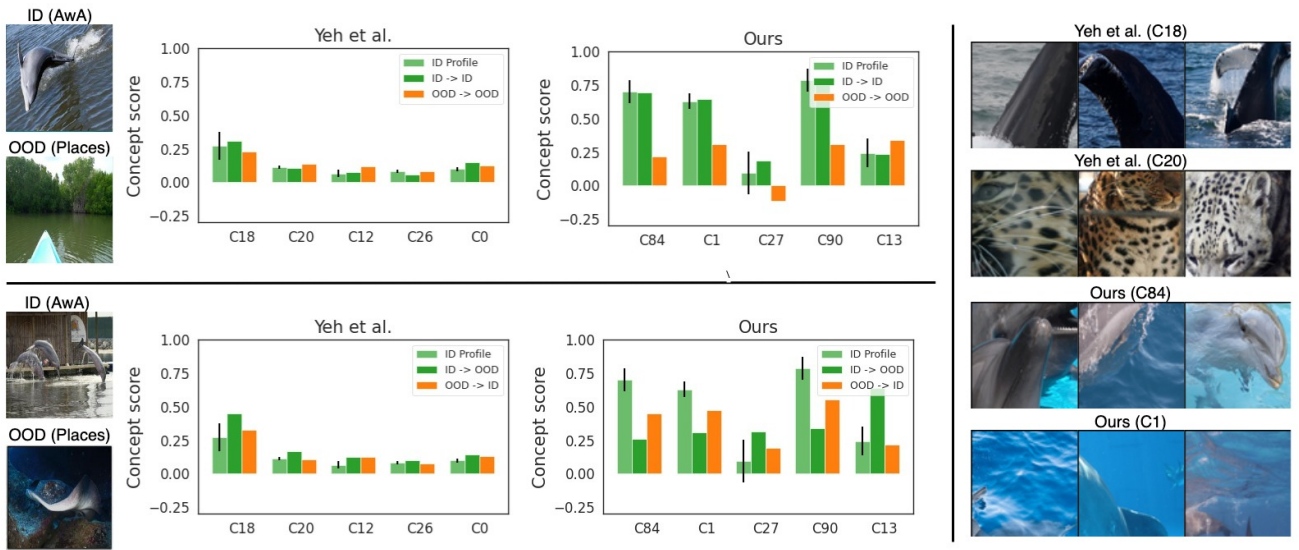 ID (AwA)
OOD (Places)
Yeh et al.
Concept score
1.00
0.75
0.50
0.25
0.00
−0.25
ID Profile
ID -> ID
OOD -> OOD
C18 C20 C12 C26 C0
Ours
Concept score
1.00
0.75
0.50
0.25
0.00
−0.25
ID Profile
ID -> ID
OOD -> OOD
C84 C1 C27 C90 C13
ID (AwA)
OOD (Places)
Yeh et al.
Concept score
1.00
0.75
0.50
0.25
0.00
−0.25
ID Profile
ID -> OOD
OOD -> ID
C18 C20 C12 C26 C0
Ours
Concept score
1.00
0.75
0.50
0.25
0.00
−0.25
ID Profile
ID -> OOD
OOD -> ID
C84 C1 C27 C90 C13
Yeh et al. (C18)
Yeh et al. (C20)
Ours (C84)
Ours (C1)